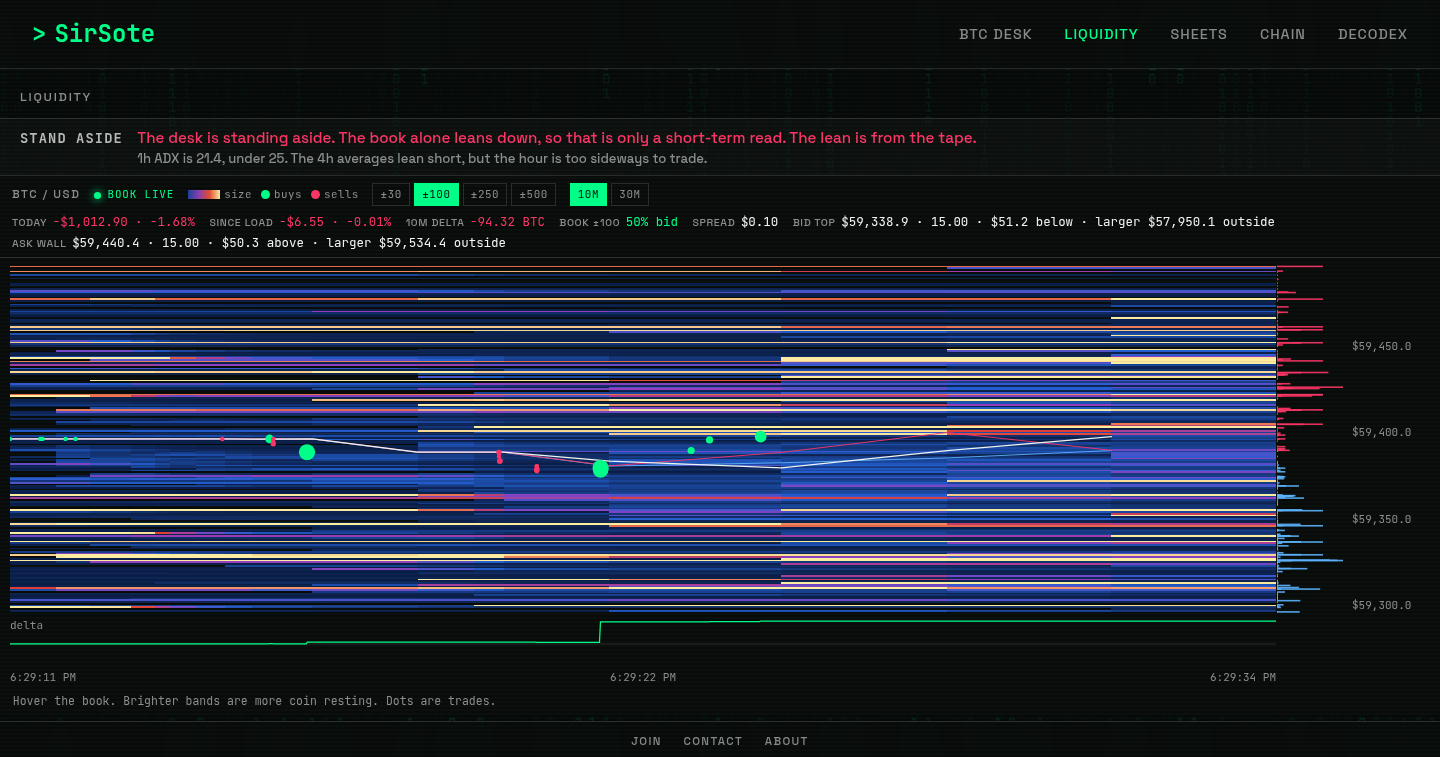 > SirSote
BTC DESK LIQUIDITY SHEETS CHAIN DECODEX
LIQUIDITY
STAND ASIDE The desk is standing aside. The book alone leans down, so that is only a short-term read. The lean is from the tape.
1h ADX is 21.4, under 25. The 4h averages lean short, but the hour is too sideways to trade.
BTC / USD BOOK LIVE size buys sells ±30 ±100 ±250 ±500 10M 30M
TODAY -$1,012.90 · -1.68% SINCE LOAD -$6.55 · -0.01% 10M DELTA -94.32 BTC BOOK ±100 50% bid SPREAD $0.10 BID TOP $59,338.9 · 15.00 · $51.2 below · larger $57,950.1 outside
ASK WALL $59,440.4 · 15.00 · $50.3 above · larger $59,534.4 outside
$59,450.0
$59,400.0
$59,350.0
$59,300.0
delta
6:29:11 PM 6:29:22 PM 6:29:34 PM
Hover the book. Brighter bands are more coin resting. Dots are trades.
JOIN CONTACT ABOUT